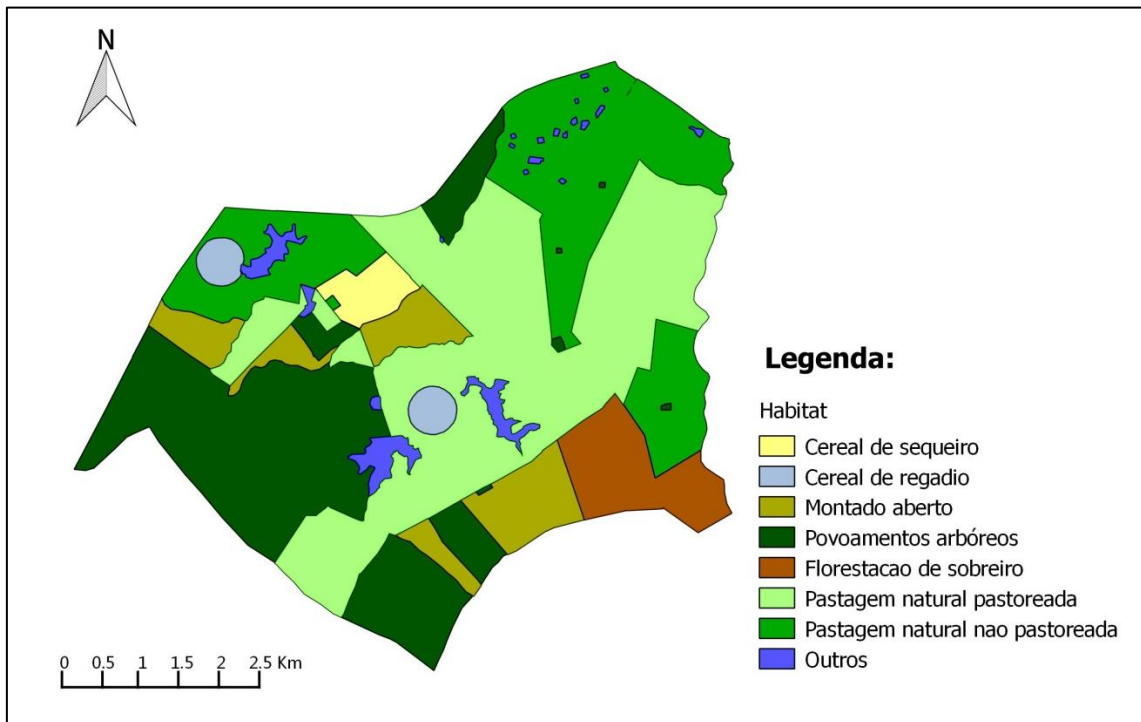 N
Legenda:
Habitat
Cereal de sequeiro
Cereal de regadio
Montado aberto
Povoamentos arbóreos
Florestacao de sobreiro
Pastagem natural pastoreada
Pastagem natural nao pastoreada
Outros
0 0.5 1 1.5 2 2.5 Km